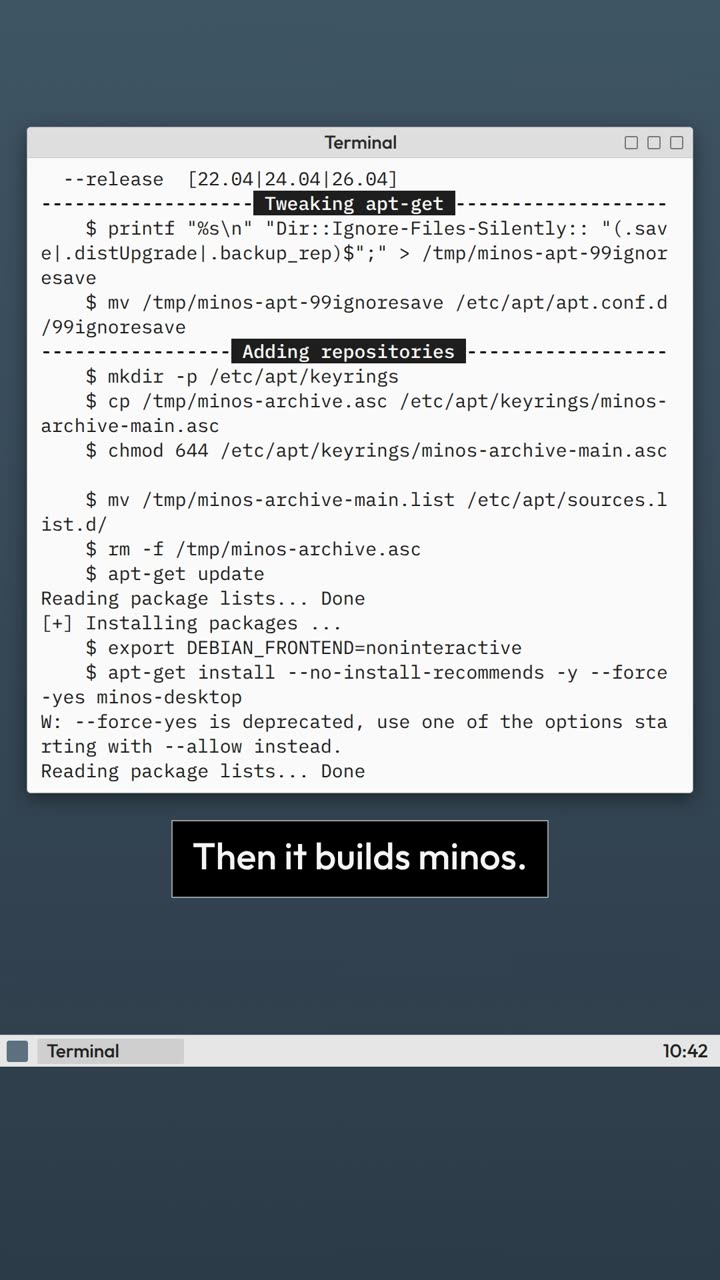 Terminal
--release  [22.04|24.04|26.04]
------------------- Tweaking apt-get -------------------
$ printf "%s\n" "Dir::Ignore-Files-Silently:: "(.sav
e|.distUpgrade|.backup_rep)$";" > /tmp/minos-apt-99ignor
esave
$ mv /tmp/minos-apt-99ignoresave /etc/apt/apt.conf.d
/99ignoresave
----------------- Adding repositories ------------------
$ mkdir -p /etc/apt/keyrings
$ cp /tmp/minos-archive.asc /etc/apt/keyrings/minos-
archive-main.asc
$ chmod 644 /etc/apt/keyrings/minos-archive-main.asc
$ mv /tmp/minos-archive-main.list /etc/apt/sources.l
ist.d/
$ rm -f /tmp/minos-archive.asc
$ apt-get update
Reading package lists... Done
[+] Installing packages ...
$ export DEBIAN_FRONTEND=noninteractive
$ apt-get install --no-install-recommends -y --force
-yes minos-desktop
W: --force-yes is deprecated, use one of the options sta
rting with --allow instead.
Reading package lists... Done
Then it builds minos.
Terminal 10:42